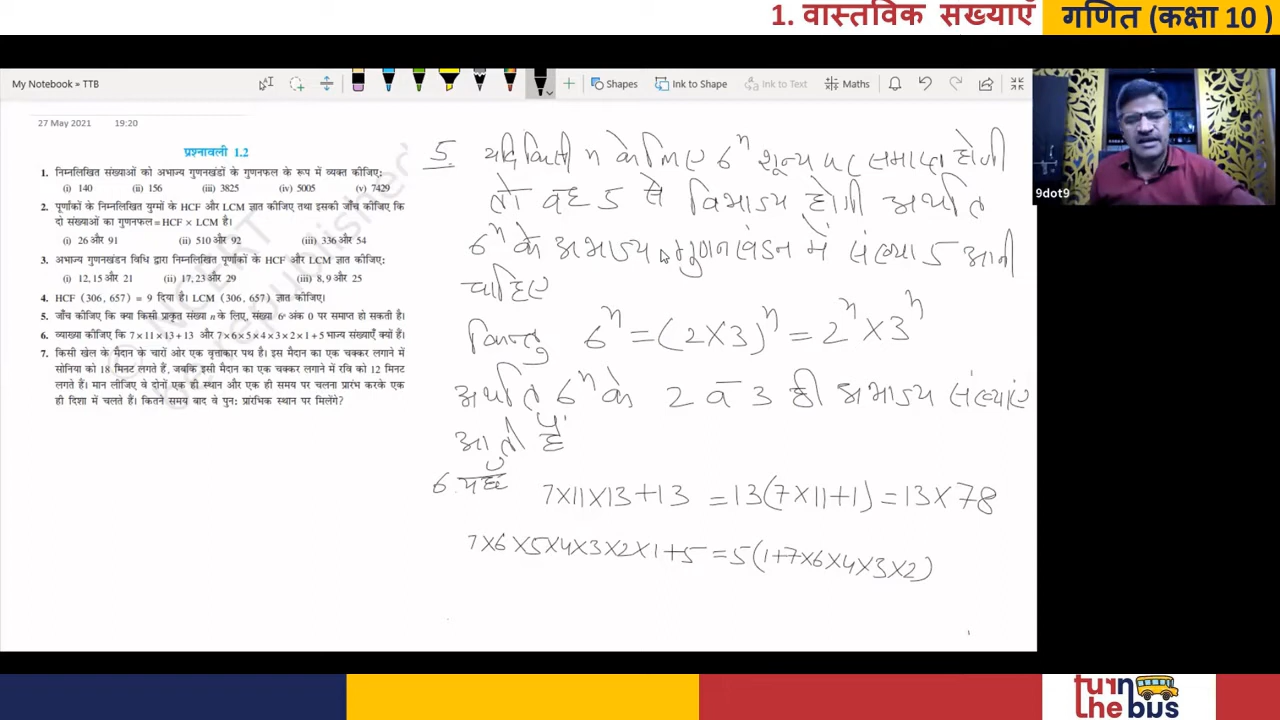 1. वास्तविक संख्याएँ
गणित (कक्षा 10 )
My Notebook » TTB
Shapes
Ink to Shape
Ink to Text
Maths
27 May 2021 19:20
प्रश्नावली 1.2
1. निम्नलिखित संख्याओं को अभाज्य गुणनखंडों के गुणनफल के रूप में व्यक्त कीजिए:
(i) 140 (ii) 156 (iii) 3825 (iv) 5005 (v) 7429
2. पूर्णांकों के निम्नलिखित युग्मों के HCF और LCM ज्ञात कीजिए तथा इसकी जाँच कीजिए कि
दो संख्याओं का गुणनफल = HCF × LCM है।
(i) 26 और 91 (ii) 510 और 92 (iii) 336 और 54
3. अभाज्य गुणनखंडन विधि द्वारा निम्नलिखित पूर्णांकों के HCF और LCM ज्ञात कीजिए:
(i) 12, 15 और 21 (ii) 17, 23 और 29 (iii) 8, 9 और 25
4. HCF (306, 657) = 9 दिया है। LCM (306, 657) ज्ञात कीजिए।
5. जाँच कीजिए कि क्या किसी प्राकृत संख्या n के लिए, संख्या 6ⁿ अंक 0 पर समाप्त हो सकती है।
6. व्याख्या कीजिए कि 7 × 11 × 13 + 13 और 7 × 6 × 5 × 4 × 3 × 2 × 1 + 5 भाज्य संख्याएँ क्यों हैं।
7. किसी खेल के मैदान के चारों ओर एक वृत्ताकार पथ है। इस मैदान का एक चक्कर लगाने में
सोनिया को 18 मिनट लगते हैं, जबकि इसी मैदान का एक चक्कर लगाने में रवि को 12 मिनट
लगते हैं। मान लीजिए वे दोनों एक ही स्थान और एक ही समय पर चलना प्रारंभ करके एक
ही दिशा में चलते हैं। कितने समय बाद वे पुन: प्रारंभिक स्थान पर मिलेंगे?
5. यदि किसी n के लिए 6ⁿ शून्य पर समाप्त होगी
तो वह 5 से विभाज्य होगी अर्थात
6ⁿ के अभाज्य गुणनखंडन में संख्या 5 आनी
चाहिए
किन्तु 6ⁿ = (2×3)ⁿ = 2ⁿ × 3ⁿ
अर्थात 6ⁿ के 2 व 3 ही अभाज्य संख्याएं
आती हैं
6. यहाँ 7×11×13+13 = 13(7×11+1) = 13×78
7×6×5×4×3×2×1+5 = 5(1+7×6×4×3×2)
9dot9
turn
the bus